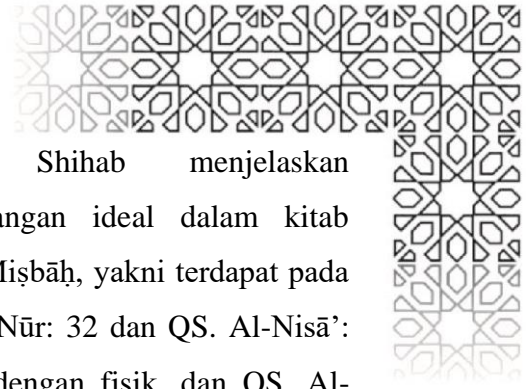 Shihab menjelaskan
angan ideal dalam kitab
Miṣbāḥ, yakni terdapat pada
Nūr: 32 dan QS. Al-Nisā’:
dengan fisik, dan QS. Al-